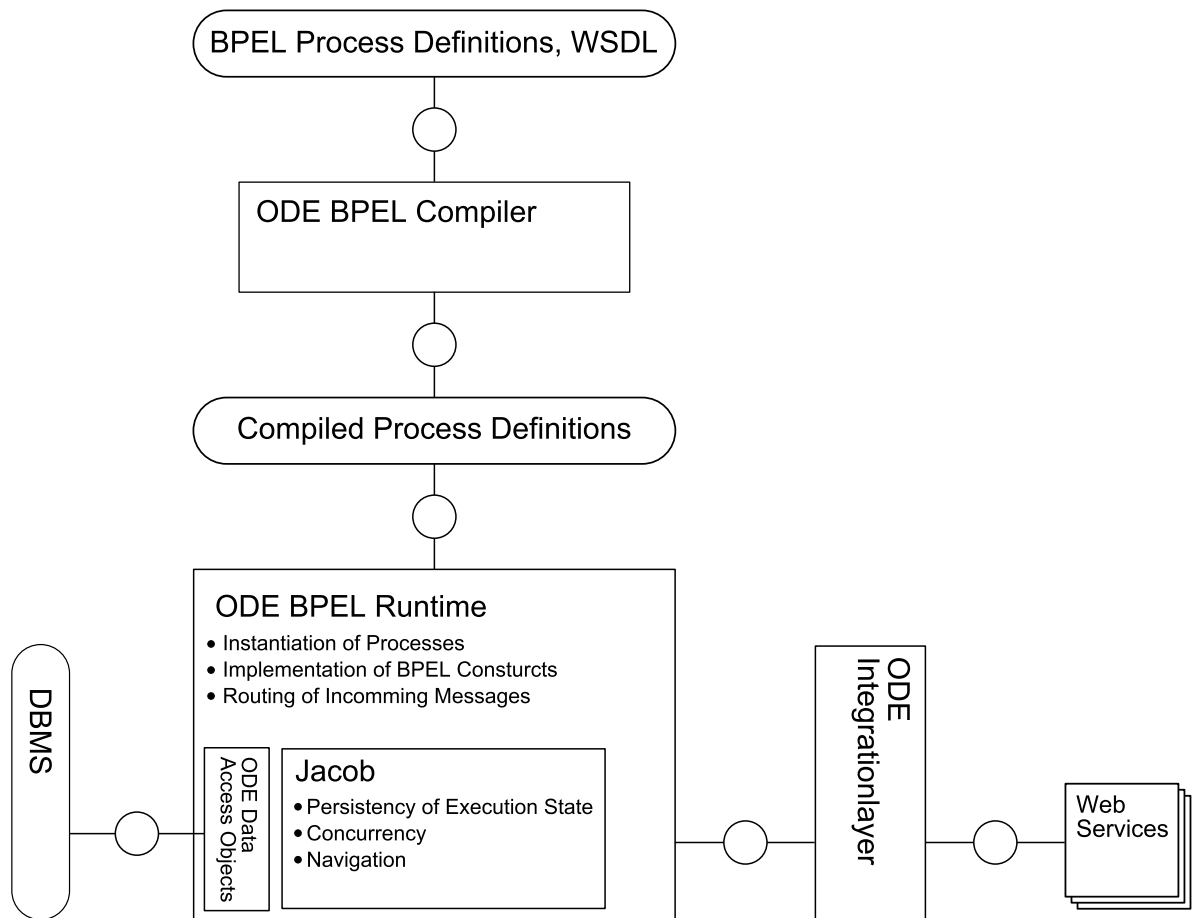 BPEL Process Definitions, WSDL
ODE BPEL Compiler
Compiled Process Definitions
ODE BPEL Runtime
• Instantiation of Processes
• Implementation of BPEL Consturcts
• Routing of Incomming Messages
DBMS
ODE Data
Access Objects
Jacob
• Persistency of Execution State
• Concurrency
• Navigation
ODE
Integrationlayer
Web
Services